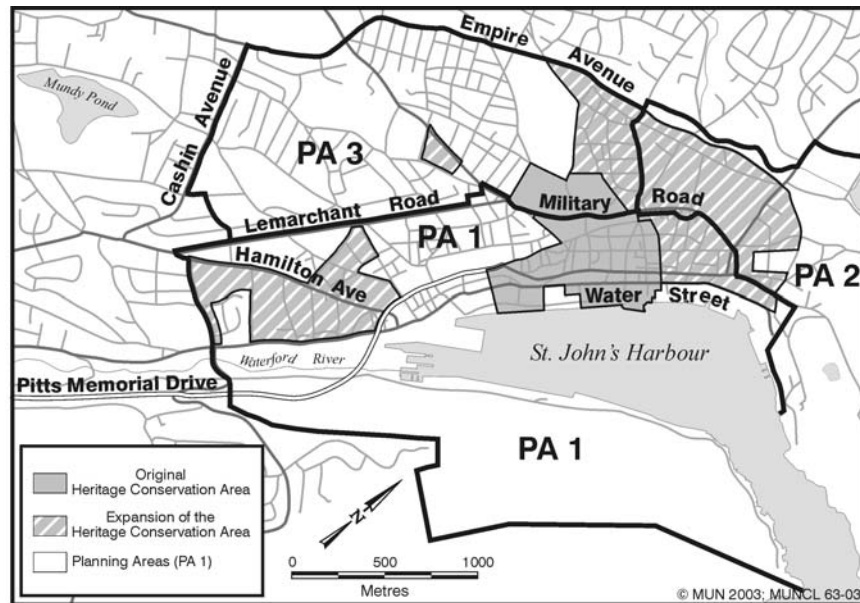 Empire
Avenue
Mundy Pond
Cashin Avenue
PA 3
Military
Road
Lemarchant Road
PA 1
Hamilton Ave
PA 2
Water
Street
St. John's Harbour
Waterford River
Pitts Memorial Drive
PA 1
Original
Heritage Conservation Area
Expansion of the
Heritage Conservation Area
Planning Areas (PA 1)
N
0 500 1000
Metres
© MUN 2003; MUNCL 63-03